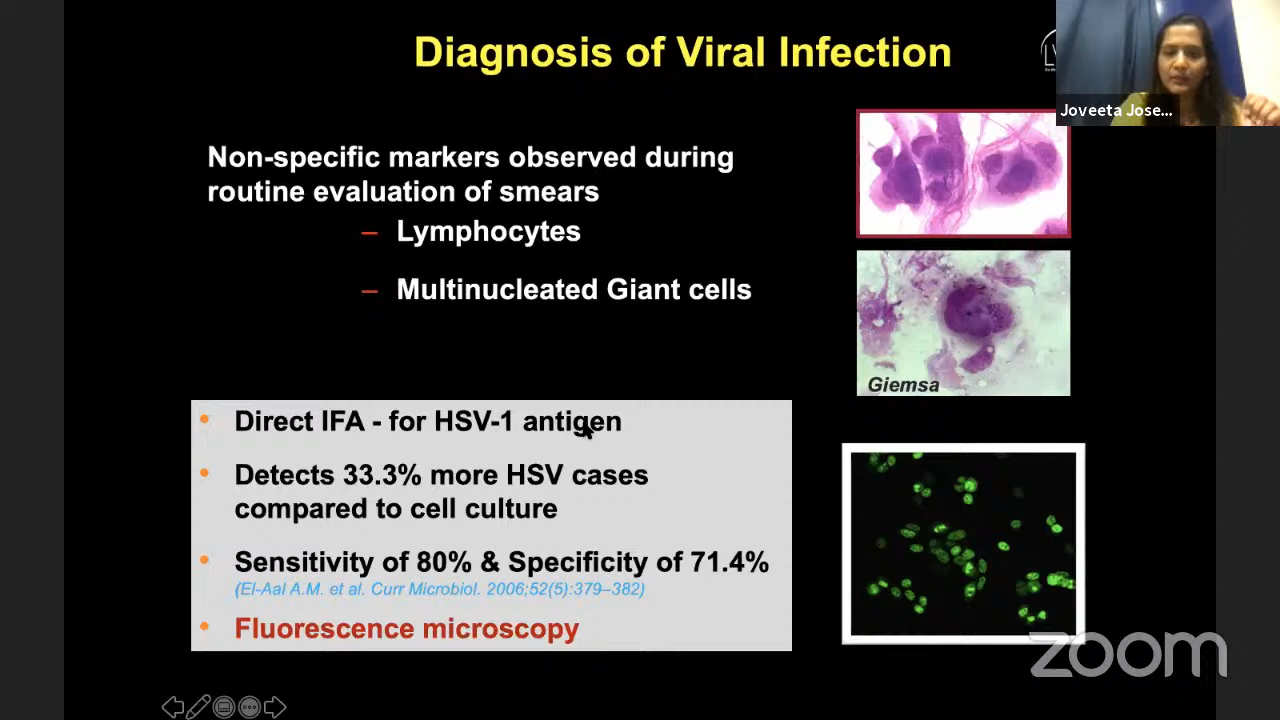 Diagnosis of Viral Infection
Joveeta Jose...
Non-specific markers observed during
routine evaluation of smears
– Lymphocytes
– Multinucleated Giant cells
Giemsa
• Direct IFA - for HSV-1 antigen
• Detects 33.3% more HSV cases
compared to cell culture
• Sensitivity of 80% & Specificity of 71.4%
(El-Aal A.M. et al. Curr Microbiol. 2006;52(5):379–382)
• Fluorescence microscopy
zoom